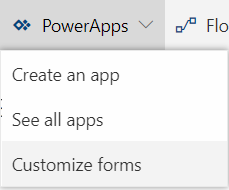 PowerApps Flo
Create an app
See all apps
Customize forms